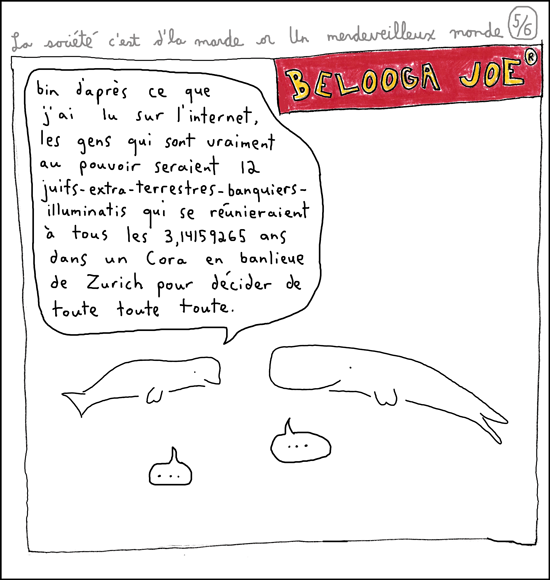 La société c'est d'la marde or Un merdeveilleux monde 5/6
BELOOGA JOE®
bin d'après ce que
j'ai lu sur l'internet,
les gens qui sont vraiment
au pouvoir seraient 12
juifs-extra-terrestres-banquiers-
illuminatis qui se réunieraient
à tous les 3,14159265 ans
dans un Cora en banlieue
de Zurich pour décider de
toute toute toute.
...
...